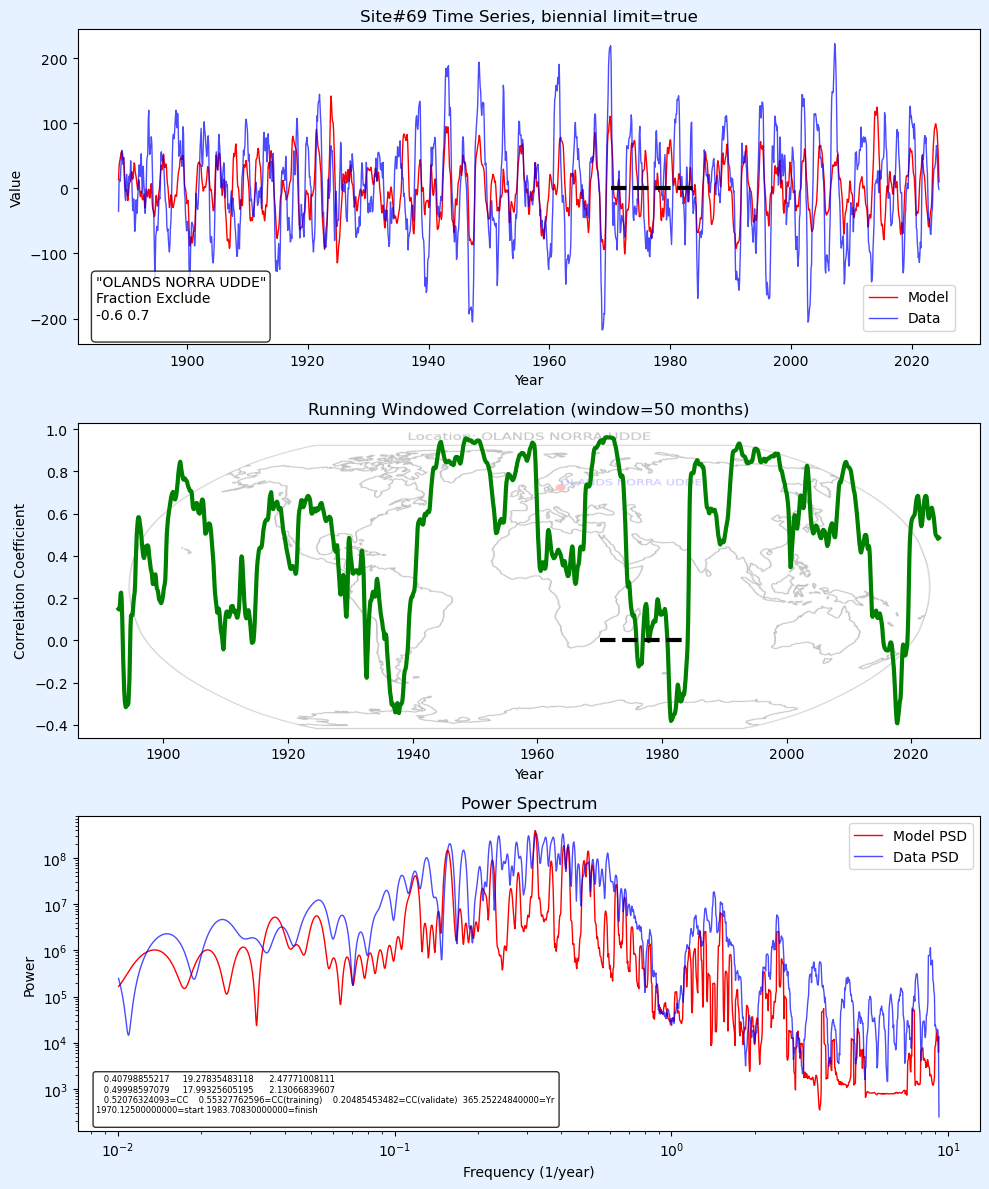 Site#69 Time Series, biennial limit=true
Value
200
100
0
−100
−200
"OLANDS NORRA UDDE"
Fraction Exclude
-0.6 0.7
Model
Data
1900 1920 1940 1960 1980 2000 2020
Year
Running Windowed Correlation (window=50 months)
Location: OLANDS NORRA UDDE
OLANDS NORRA UDDE
Correlation Coefficient
1.0
0.8
0.6
0.4
0.2
0.0
−0.2
−0.4
1900 1920 1940 1960 1980 2000 2020
Year
Power Spectrum
Model PSD
Data PSD
Power
10⁸
10⁷
10⁶
10⁵
10⁴
10³
0.40798855217 19.27835483118 2.47771008111
0.49998597079 17.99325605195 2.13066839607
0.52076324093=CC 0.55327762596=CC(training) 0.20485453482=CC(validate) 365.25224840000=Yr
1970.12500000000=start 1983.70830000000=finish
10⁻² 10⁻¹ 10⁰ 10¹
Frequency (1/year)